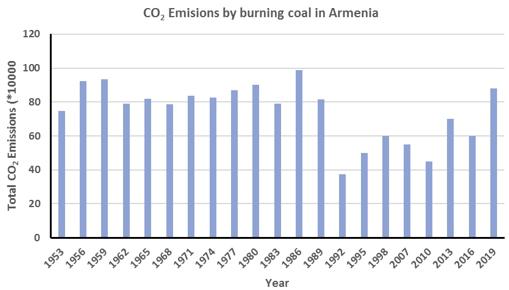 CO₂ Emisions by burning coal in Armenia
Total CO₂ Emissions (*10000
120
100
80
60
40
20
0
1953 1956 1959 1962 1965 1968 1971 1974 1977 1980 1983 1986 1989 1992 1995 1998 2007 2010 2013 2016 2019
Year